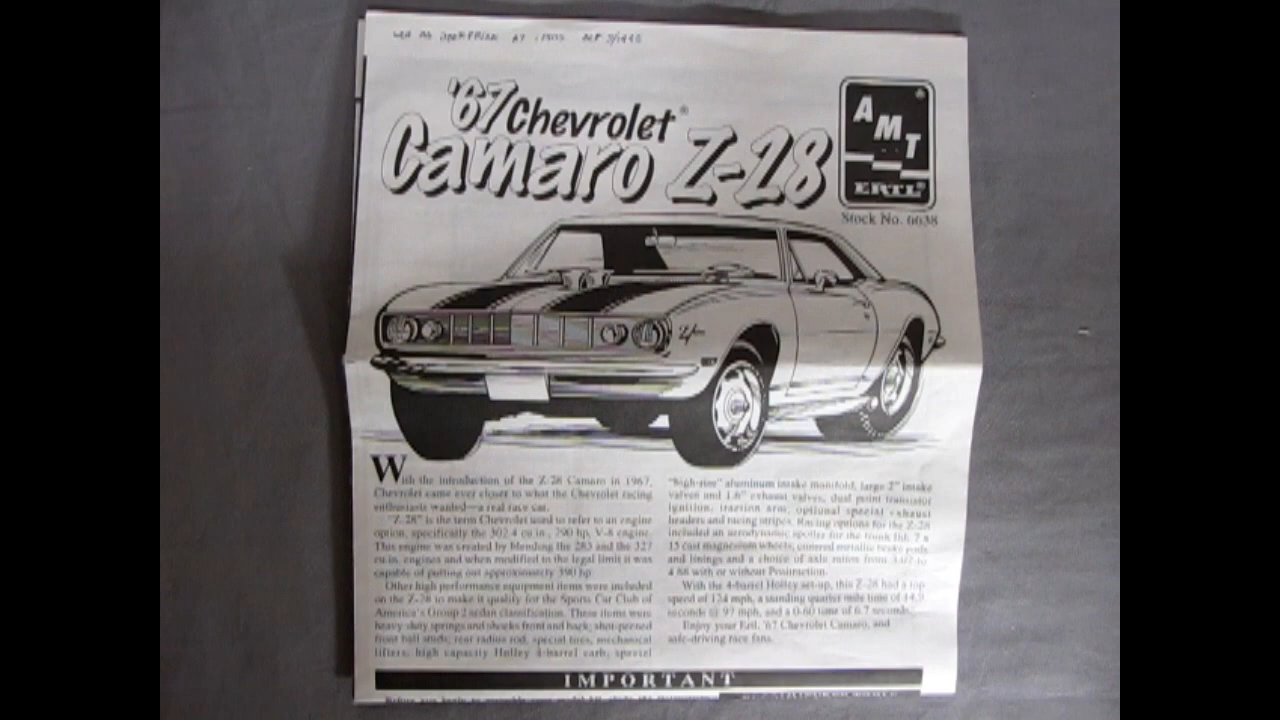 '67 Chevrolet®
Camaro Z-28
AMT
ERTL®
Stock No. 6638
With the introduction of the Z-28 Camaro in 1967,
Chevrolet came ever closer to what the Chevrolet racing
enthusiasts wanted—a real race car.
"Z-28" is the term Chevrolet used to refer to an engine
option, specifically the 302.4 cu.in., 290 hp, V-8 engine.
This engine was created by blending the 283 and the 327
cu.in. engines and when modified to the legal limit it was
capable of putting out approximately 390 hp.
Other high performance equipment items were included
on the Z-28 to make it qualify for the Sports Car Club of
America's Group 2 sedan classification. These items were
heavy-duty springs and shocks front and back, shot-peened
front ball studs, rear radius rod, special tires, mechanical
lifters, high capacity Holley 4-barrel carb, special
"high-rise" aluminum intake manifold, large 2" intake
valves and 1.6" exhaust valves, dual point transistor
ignition, traction arm, optional special exhaust
headers and racing stripes. Racing options for the Z-28
included an aerodynamic spoiler for the trunk lid, 7 x
15 cast magnesium wheels, sintered metallic brake pads
and linings and a choice of axle ratios from 3.07 to
4.88 with or without Positraction.
With the 4-barrel Holley set-up, this Z-28 had a top
speed of 124 mph, a standing quarter mile time of 14.9
seconds @ 97 mph, and a 0-60 time of 6.7 seconds.
Enjoy your Ertl, '67 Chevrolet Camaro, and
axle-driving race fans.
IMPORTANT